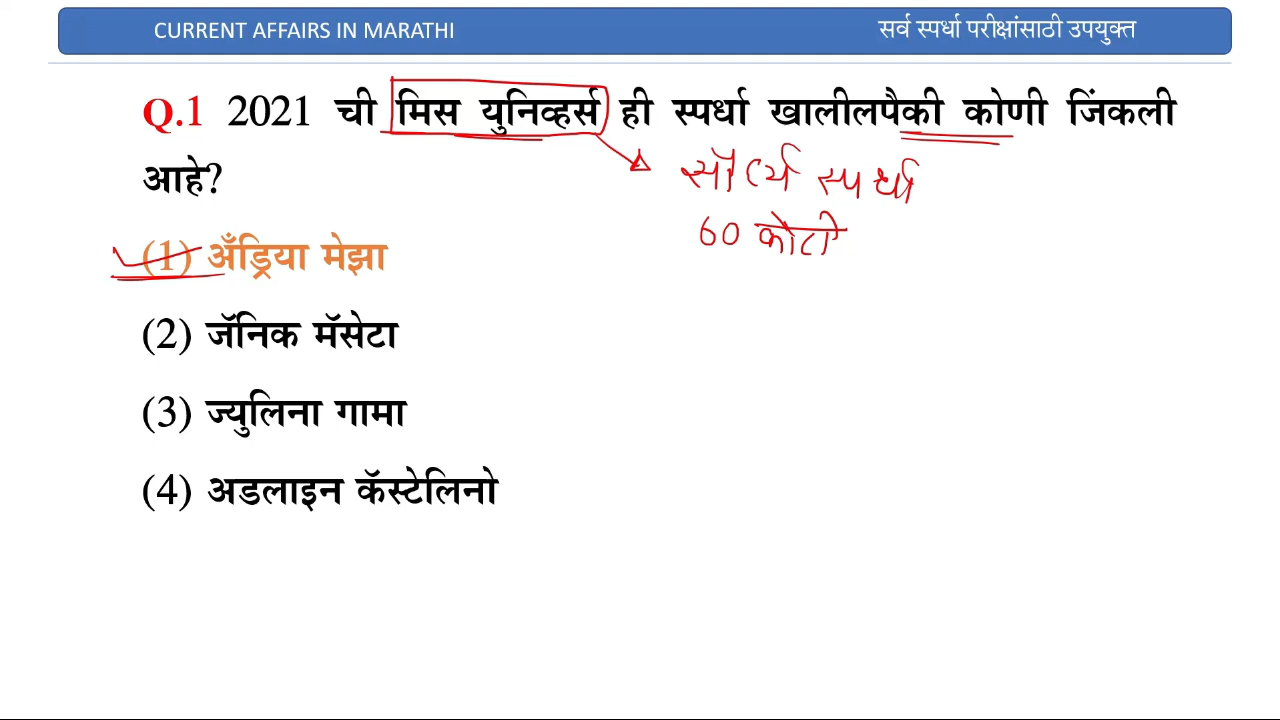 CURRENT AFFAIRS IN MARATHI
सर्व स्पर्धा परीक्षांसाठी उपयुक्त
Q.1 2021 ची मिस युनिव्हर्स ही स्पर्धा खालीलपैकी कोणी जिंकली
आहे?
स्पर्धा
60 कोटी
(1) अँड्रिया मेझा
(2) जॅनिक मॅसेटा
(3) ज्युलिना गामा
(4) अडलाइन कॅस्टेलिनो